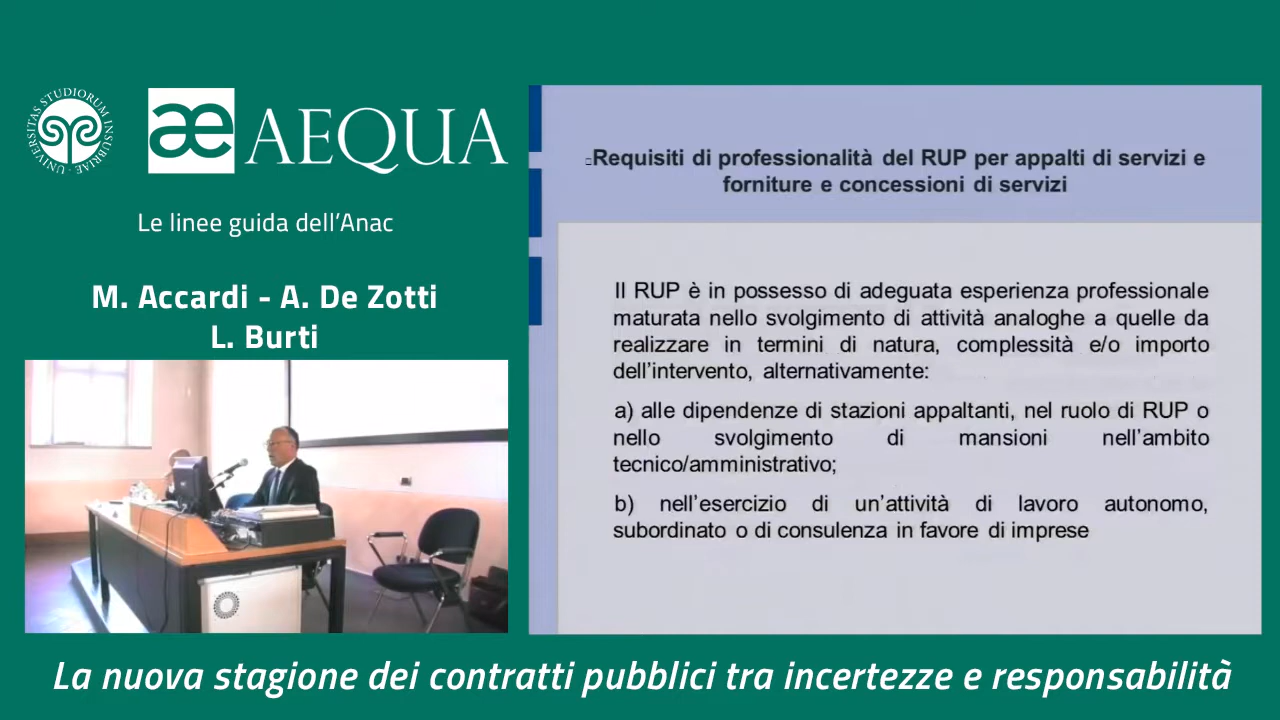 UNIVERSITAS STUDIORUM INSUBRIAE
æ AEQUA
Le linee guida dell'Anac
M. Accardi - A. De Zotti
L. Burti
Requisiti di professionalità del RUP per appalti di servizi e
forniture e concessioni di servizi
Il RUP è in possesso di adeguata esperienza professionale
maturata nello svolgimento di attività analoghe a quelle da
realizzare in termini di natura, complessità e/o importo
dell'intervento, alternativamente:
a) alle dipendenze di stazioni appaltanti, nel ruolo di RUP o
nello svolgimento di mansioni nell'ambito
tecnico/amministrativo;
b) nell'esercizio di un'attività di lavoro autonomo,
subordinato o di consulenza in favore di imprese
La nuova stagione dei contratti pubblici tra incertezze e responsabilità